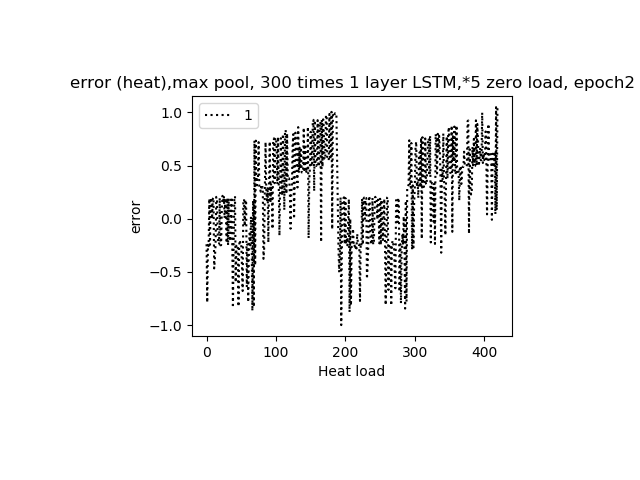 error (heat),max pool, 300 times 1 layer LSTM,*5 zero load, epoch2
1
1.0
0.5
0.0
−0.5
−1.0
error
0 100 200 300 400
Heat load